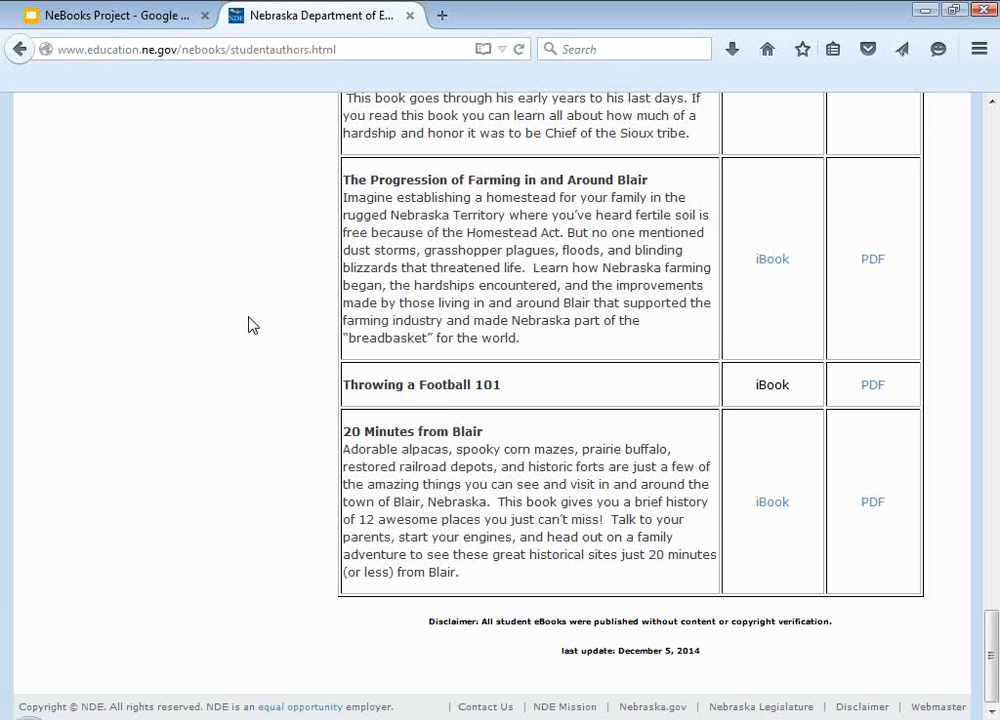 NeBooks Project - Google ...
Nebraska Department of E...
www.education.ne.gov/nebooks/studentauthors.html
Search
This book goes through his early years to his last days. If
you read this book you can learn all about how much of a
hardship and honor it was to be Chief of the Sioux tribe.
The Progression of Farming in and Around Blair
Imagine establishing a homestead for your family in the
rugged Nebraska Territory where you’ve heard fertile soil is
free because of the Homestead Act. But no one mentioned
dust storms, grasshopper plagues, floods, and blinding
blizzards that threatened life. Learn how Nebraska farming
began, the hardships encountered, and the improvements
made by those living in and around Blair that supported the
farming industry and made Nebraska part of the
“breadbasket” for the world.
iBook
PDF
Throwing a Football 101
iBook
PDF
20 Minutes from Blair
Adorable alpacas, spooky corn mazes, prairie buffalo,
restored railroad depots, and historic forts are just a few of
the amazing things you can see and visit in and around the
town of Blair, Nebraska. This book gives you a brief history
of 12 awesome places you just can’t miss! Talk to your
parents, start your engines, and head out on a family
adventure to see these great historical sites just 20 minutes
(or less) from Blair.
iBook
PDF
Disclaimer: All student eBooks were published without content or copyright verification.
last update: December 5, 2014
Copyright © NDE. All rights reserved. NDE is an equal opportunity employer. | Contact Us | NDE Mission | Nebraska.gov | Nebraska Legislature | Disclaimer | Webmaster